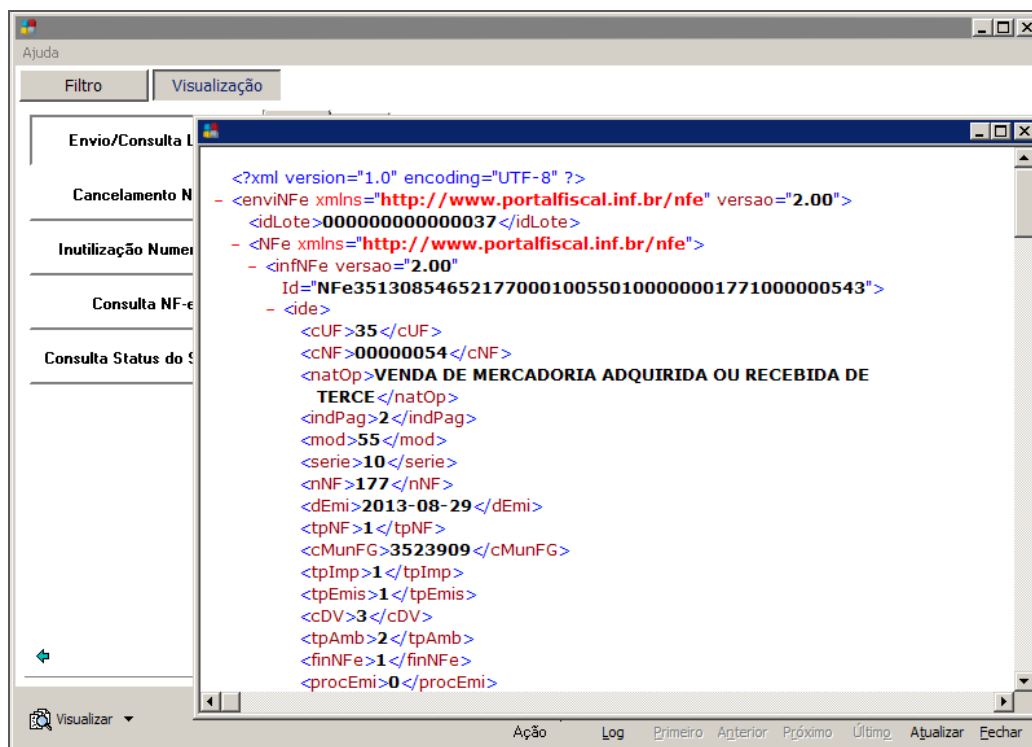 Ajuda
Filtro
Visualização
Envio/Consulta L
Cancelamento N
Inutilização Numer
Consulta NF-e
Consulta Status do S
<?xml version="1.0" encoding="UTF-8" ?>
- <enviNFe xmlns="http://www.portalfiscal.inf.br/nfe" versao="2.00">
<idLote>000000000000037</idLote>
- <NFe xmlns="http://www.portalfiscal.inf.br/nfe">
- <infNFe versao="2.00"
Id="NFe35130854652177000100550100000001771000000543">
- <ide>
<cUF>35</cUF>
<cNF>00000054</cNF>
<natOp>VENDA DE MERCADORIA ADQUIRIDA OU RECEBIDA DE
TERCE</natOp>
<indPag>2</indPag>
<mod>55</mod>
<serie>10</serie>
<nNF>177</nNF>
<dEmi>2013-08-29</dEmi>
<tpNF>1</tpNF>
<cMunFG>3523909</cMunFG>
<tpImp>1</tpImp>
<tpEmis>1</tpEmis>
<cDV>3</cDV>
<tpAmb>2</tpAmb>
<finNFe>1</finNFe>
<procEmi>0</procEmi>
Visualizar
Ação
Log
Primeiro
Anterior
Próximo
Último
Atualizar
Fechar